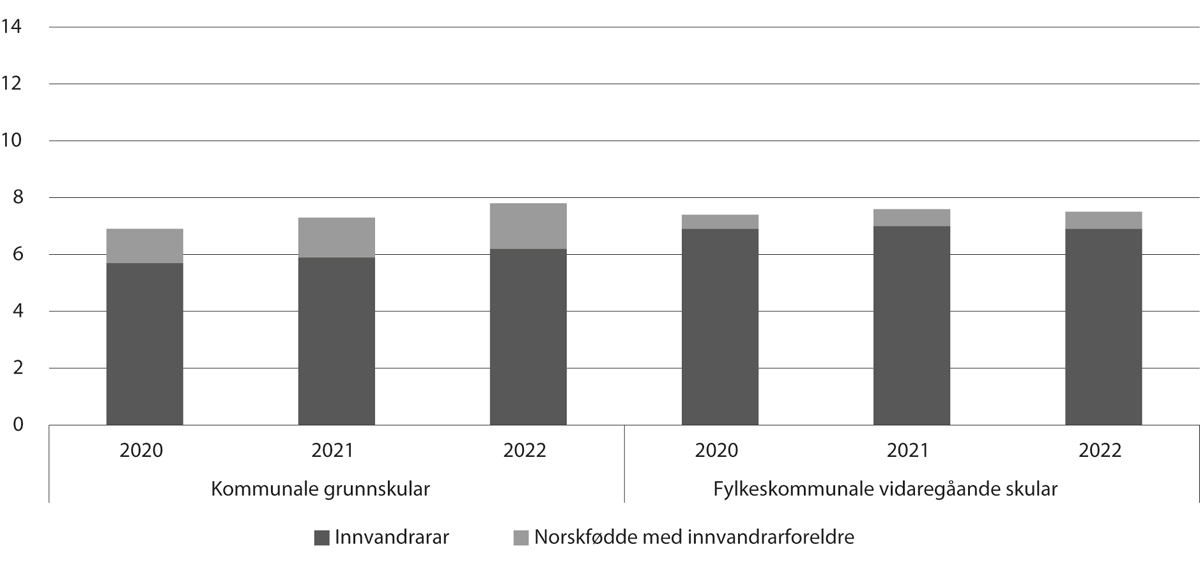 14
12
10
8
6
4
2
0
2020 2021 2022 2020 2021 2022
Kommunale grunnskular Fylkeskommunale vidaregåande skular
Innvandrarar Norskfødde med innvandrarforeldre